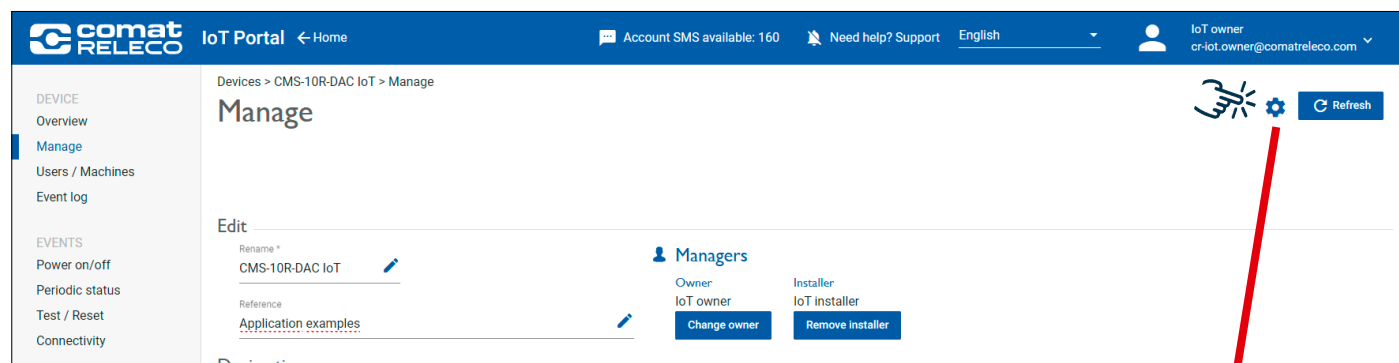 comat RELECO IoT Portal ← Home Account SMS available: 160 Need help? Support English IoT owner
cr-iot.owner@comatreleco.com
Devices > CMS-10R-DAC IoT > Manage
Manage
Refresh
DEVICE
Overview
Manage
Users / Machines
Event log
EVENTS
Power on/off
Periodic status
Test / Reset
Connectivity
Edit
Rename *
CMS-10R-DAC IoT
Reference
Application examples
Managers
Owner Installer
IoT owner IoT installer
Change owner Remove installer